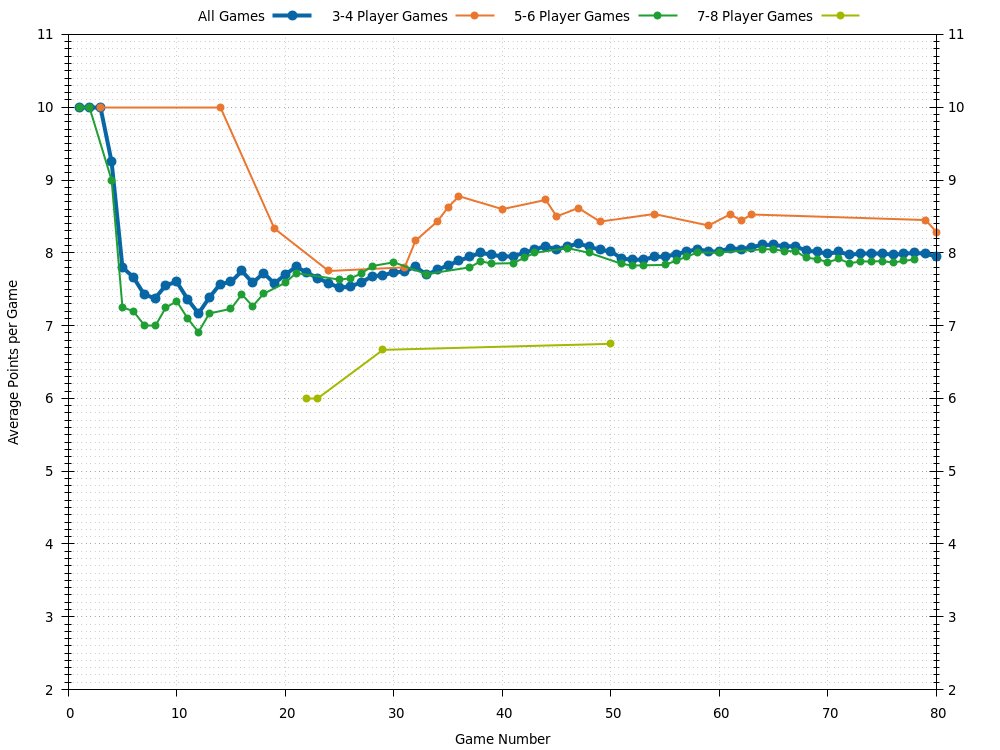 All Games 3-4 Player Games 5-6 Player Games 7-8 Player Games
11 11
10 10
9 9
8 8
7 7
6 6
5 5
4 4
3 3
2 2
Average Points per Game
0 10 20 30 40 50 60 70 80
Game Number